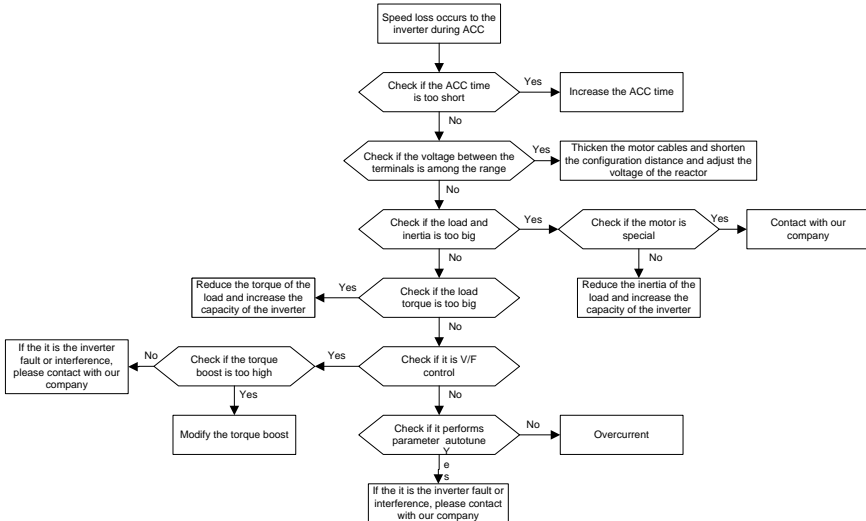 Speed loss occurs to the
inverter during ACC
Check if the ACC time
is too short
Yes
Increase the ACC time
No
Check if the voltage between the
terminals is among the range
Yes
Thicken the motor cables and shorten
the configuration distance and adjust the
voltage of the reactor
No
Check if the load and
inertia is too big
Yes
Check if the motor is
special
Yes
Contact with our
company
No
No
Reduce the torque of the
load and increase the
capacity of the inverter
Yes
Check if the load
torque is too big
Reduce the inertia of the
load and increase the
capacity of the inverter
No
If the it is the inverter
fault or interference,
please contact with our
company
No
Check if the torque
boost is too high
Yes
Check if it is V/F
control
Yes
No
Modify the torque boost
Check if it performs
parameter autotune
No
Overcurrent
Y
e
s
If the it is the inverter fault or
interference, please contact
with our company